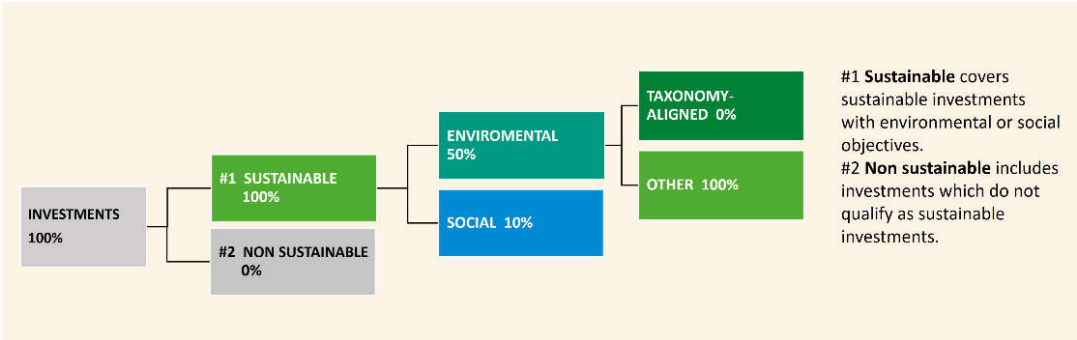 INVESTMENTS
100%
#1 SUSTAINABLE
100%
#2 NON SUSTAINABLE
0%
ENVIROMENTAL
50%
SOCIAL 10%
TAXONOMY-
ALIGNED 0%
OTHER 100%
#1 Sustainable covers
sustainable investments
with environmental or social
objectives.
#2 Non sustainable includes
investments which do not
qualify as sustainable
investments.